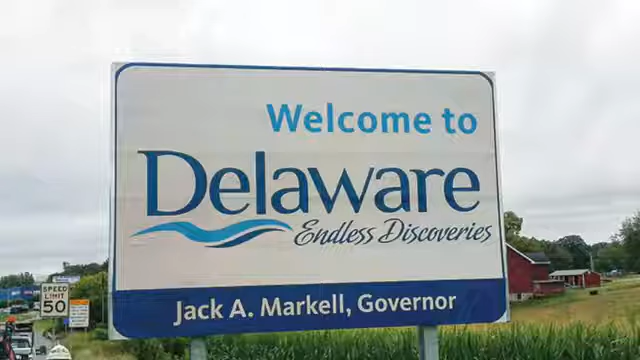 Welcome to
Delaware
Endless Discoveries
Jack A. Markell, Governor
SPEED
LIMIT
50